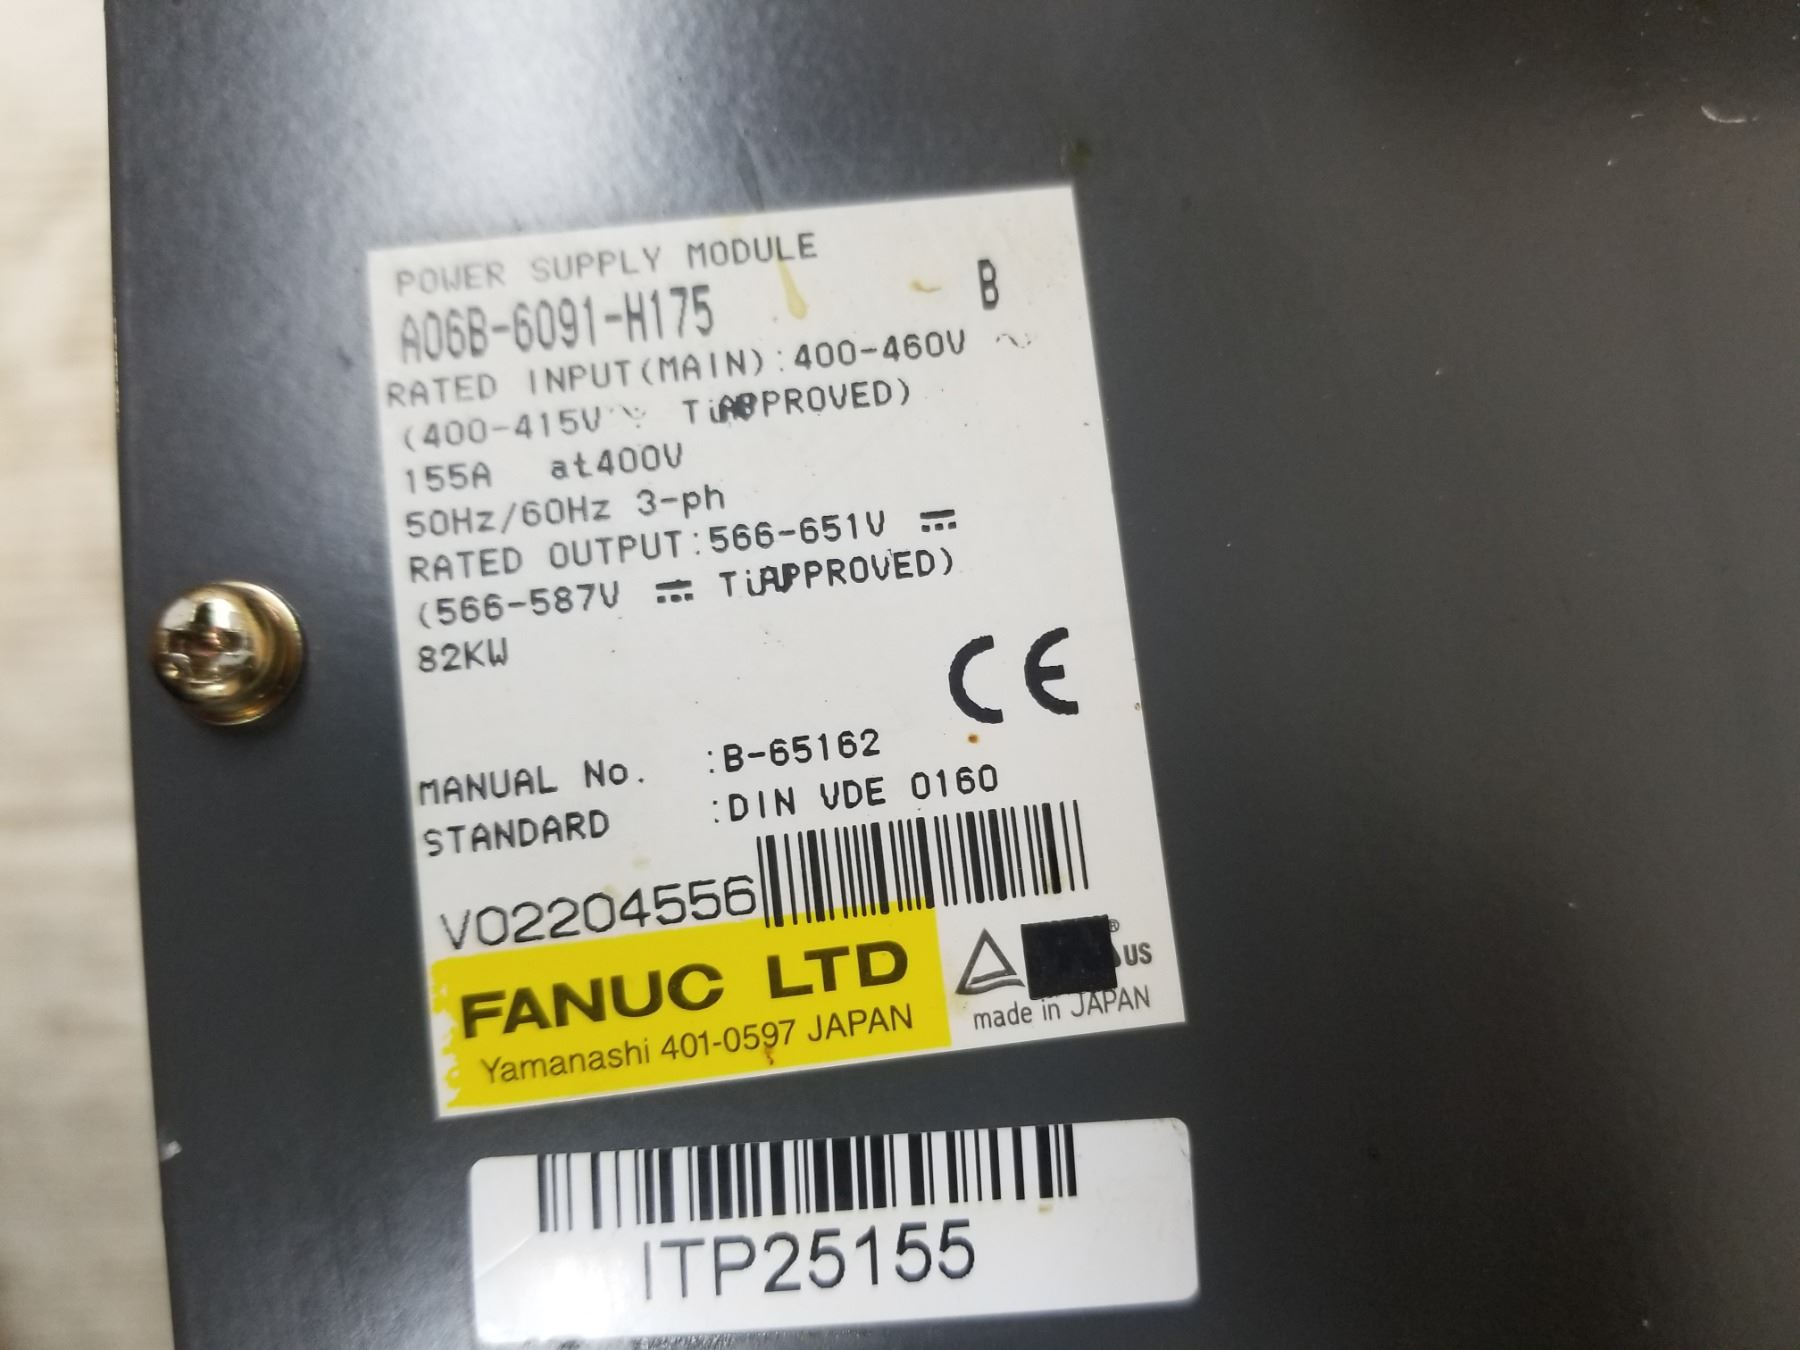 POWER SUPPLY MODULE
A06B-6091-H175 B
RATED INPUT(MAIN):400-460V ~
(400-415V ~ APPROVED)
155A at400V
50Hz/60Hz 3-ph
RATED OUTPUT:566-651V ⎓
(566-587V ⎓ APPROVED)
82KW
CE
MANUAL No. :B-65162
STANDARD :DIN VDE 0160
V02204556
FANUC LTD
Yamanashi 401-0597 JAPAN
® US
made in JAPAN
ITP25155